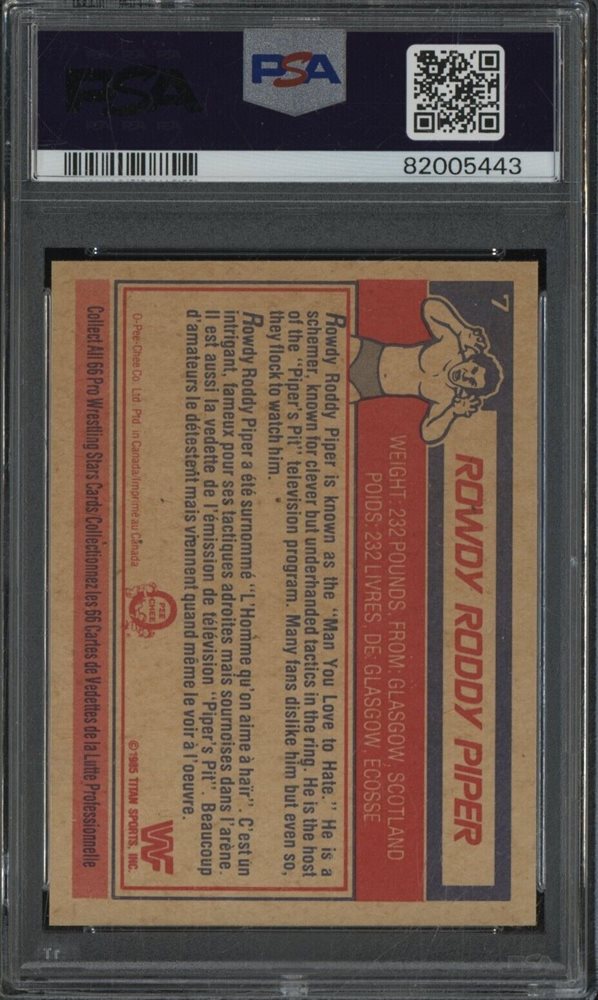 PSA
PSA
82005443
7
ROWDY RODDY PIPER
WEIGHT: 232 POUNDS, FROM: GLASGOW, SCOTLAND
POIDS: 232 LIVRES, DE: GLASGOW, ECOSSE
Rowdy Roddy Piper is known as the "Man You Love to Hate." He is a
schemer, known for clever but underhanded tactics in the ring. He is the host
of the "Piper's Pit" television program. Many fans dislike him but even so,
they flock to watch him.
Rowdy Roddy Piper a été surnommé "L'Homme qu'on aime à haïr". C'est un
intrigant, fameux pour ses tactiques adroites mais sournoises dans l'arène.
Il est aussi la vedette de l'émission de télévision "Piper's Pit". Beaucoup
d'amateurs le détestent mais viennent quand même le voir à l'oeuvre.
O-Pee-Chee Co. Ltd. Ptd. in Canada/Imprimé au Canada
O
PEE
CHEE
©1985 TITAN SPORTS, INC.
WF
Collect All 66 Pro Wrestling Stars Cards/Collectionnez les 66 Cartes de Vedettes de la Lutte Professionnelle